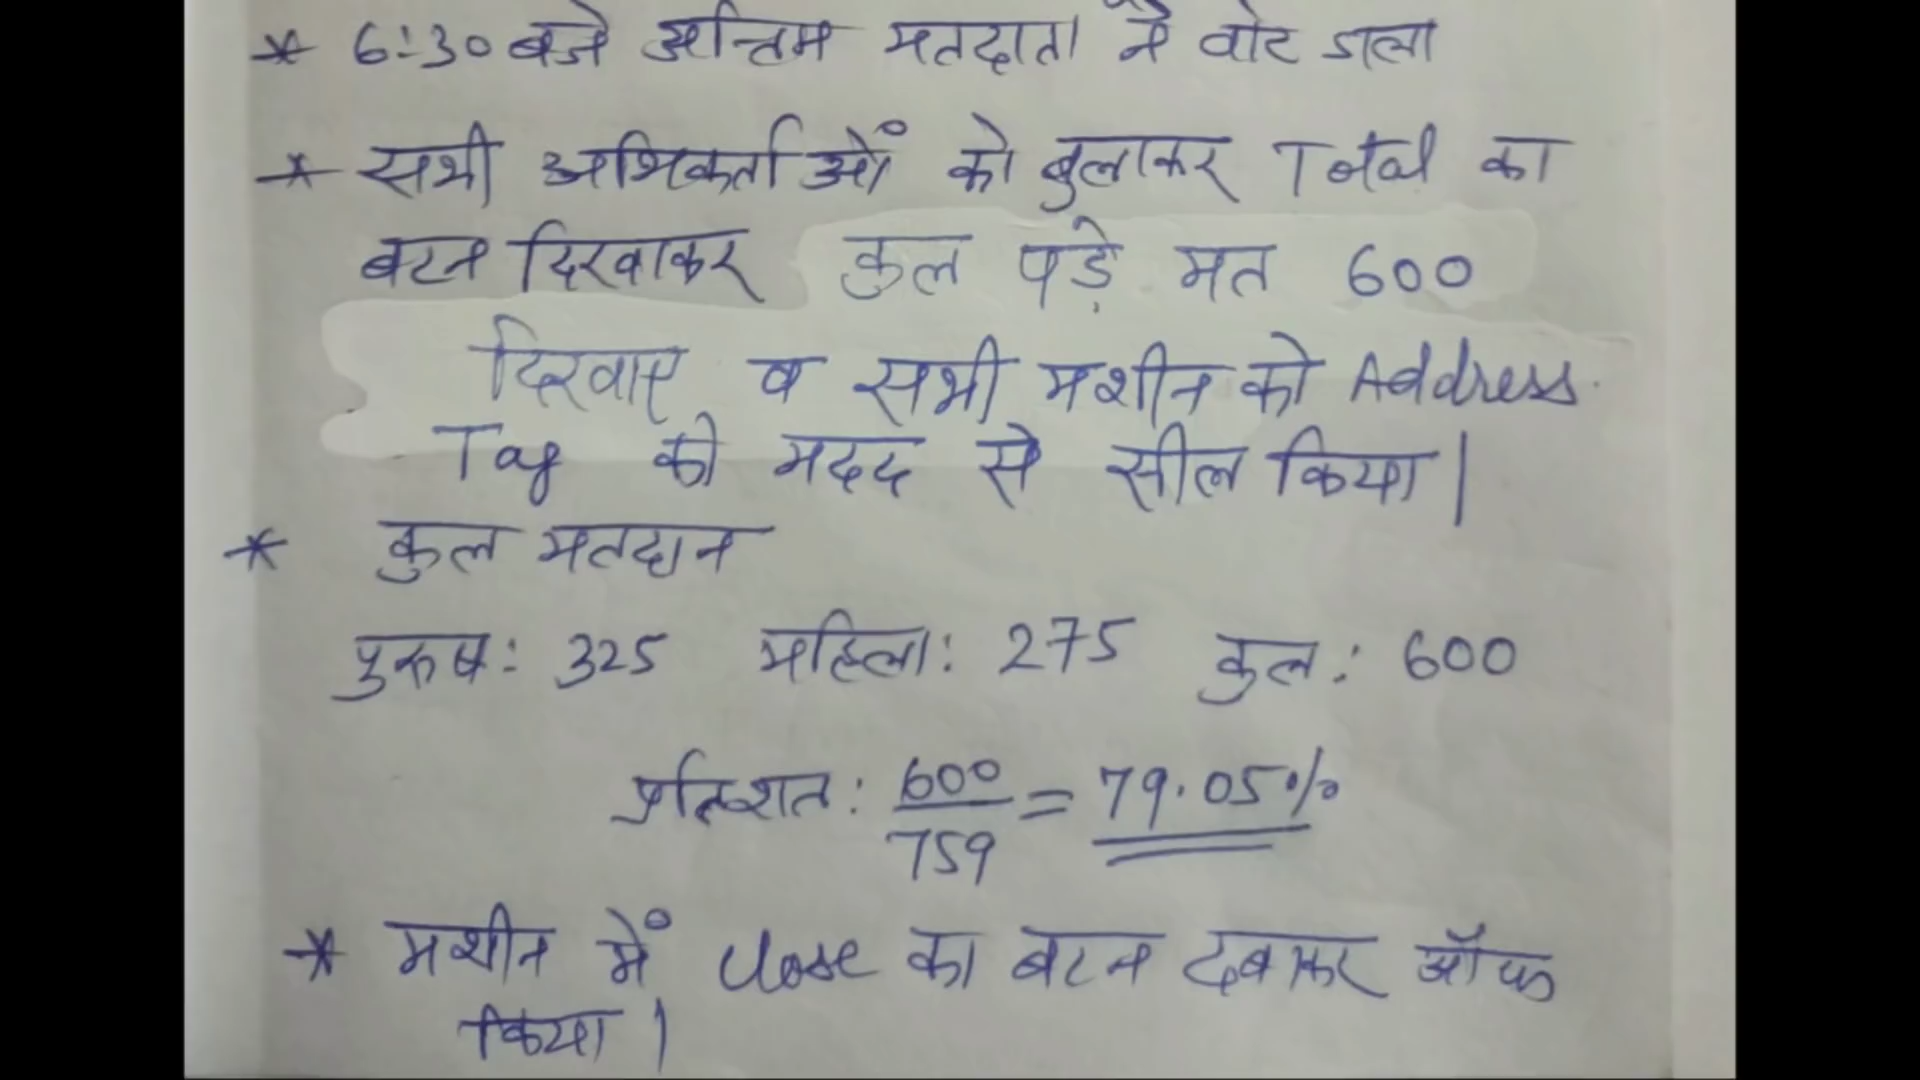 * 6:30 बजे अन्तिम मतदाता ने वोट डाला
* सभी अभिकर्ताओं को बुलाकर Total का
बटन दिखाकर कुल पड़े मत 600
दिखाए व सभी मशीन को Address
Tag की मदद से सील किया।
* कुल मतदान
पुरुष: 325 महिला: 275 कुल: 600
प्रतिशत: 600/759 = 79.05%
* मशीन में Close का बटन दबाकर ऑफ
किया।